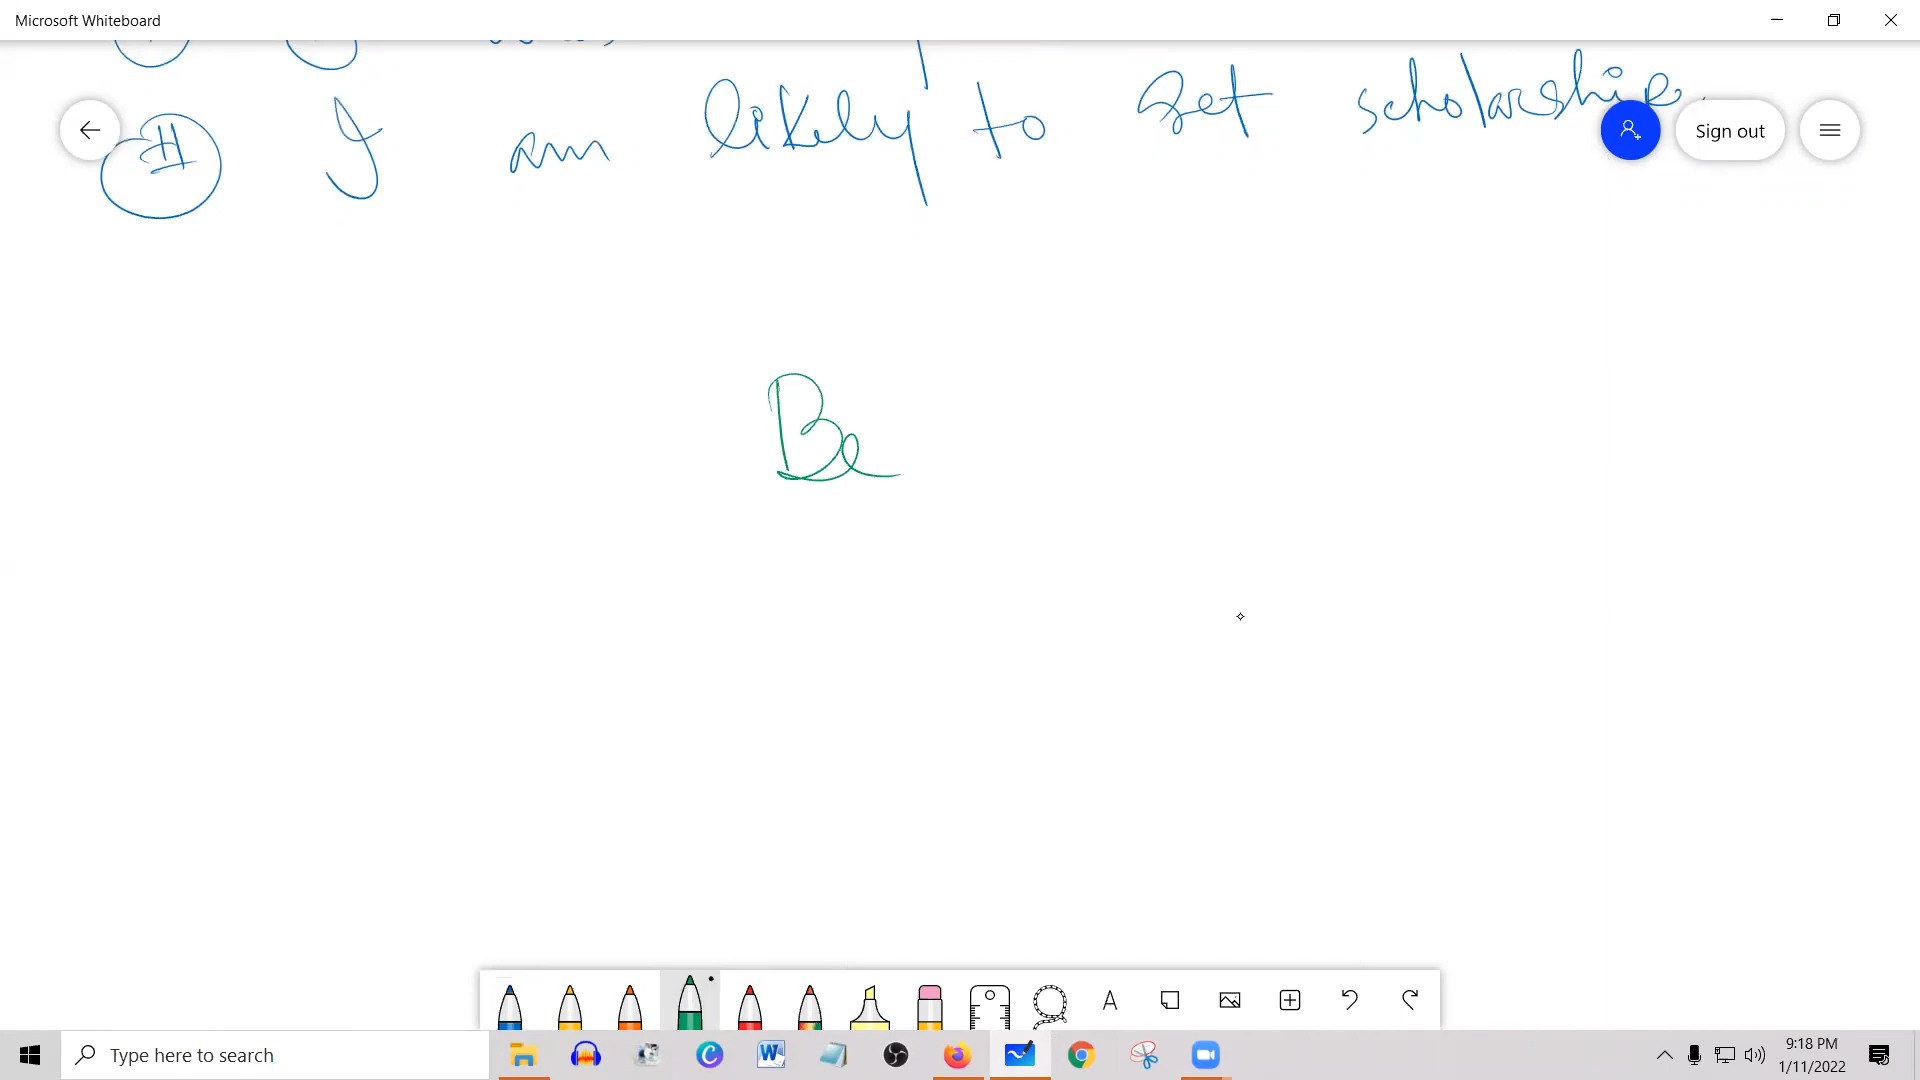 Microsoft Whiteboard
II I am likely to get scholarship.
Sign out
Be
A
Type here to search
9:18 PM
1/11/2022